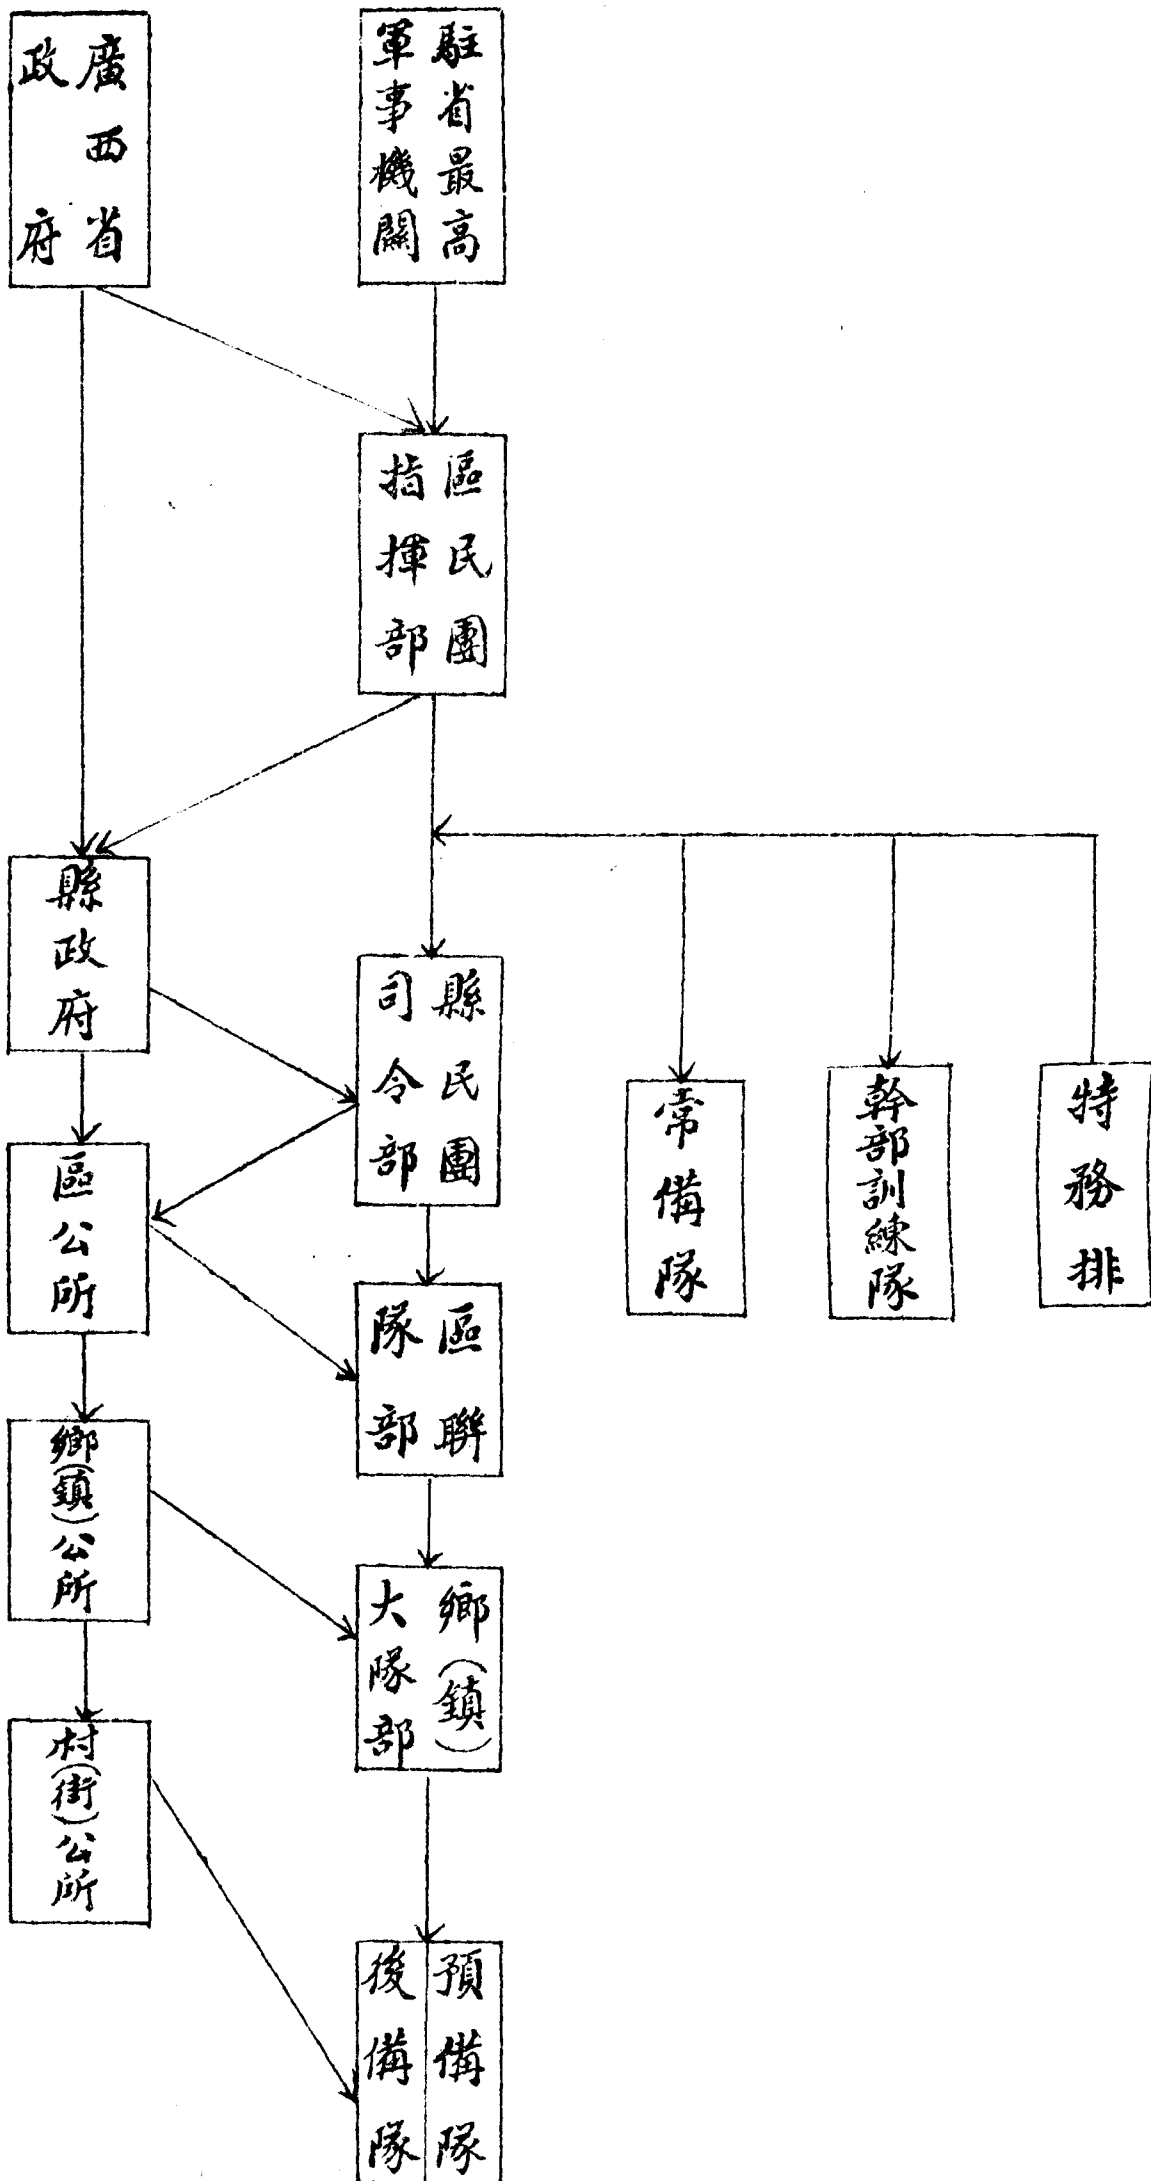 駐省最高
軍事機關
廣西省
政府
區民團
指揮部
縣政府
縣民團
司令部
特務排
幹部訓練隊
常備隊
區公所
區聯
隊部
鄉(鎮)公所
鄉(鎮)
大隊部
村(街)公所
預備隊
後備隊